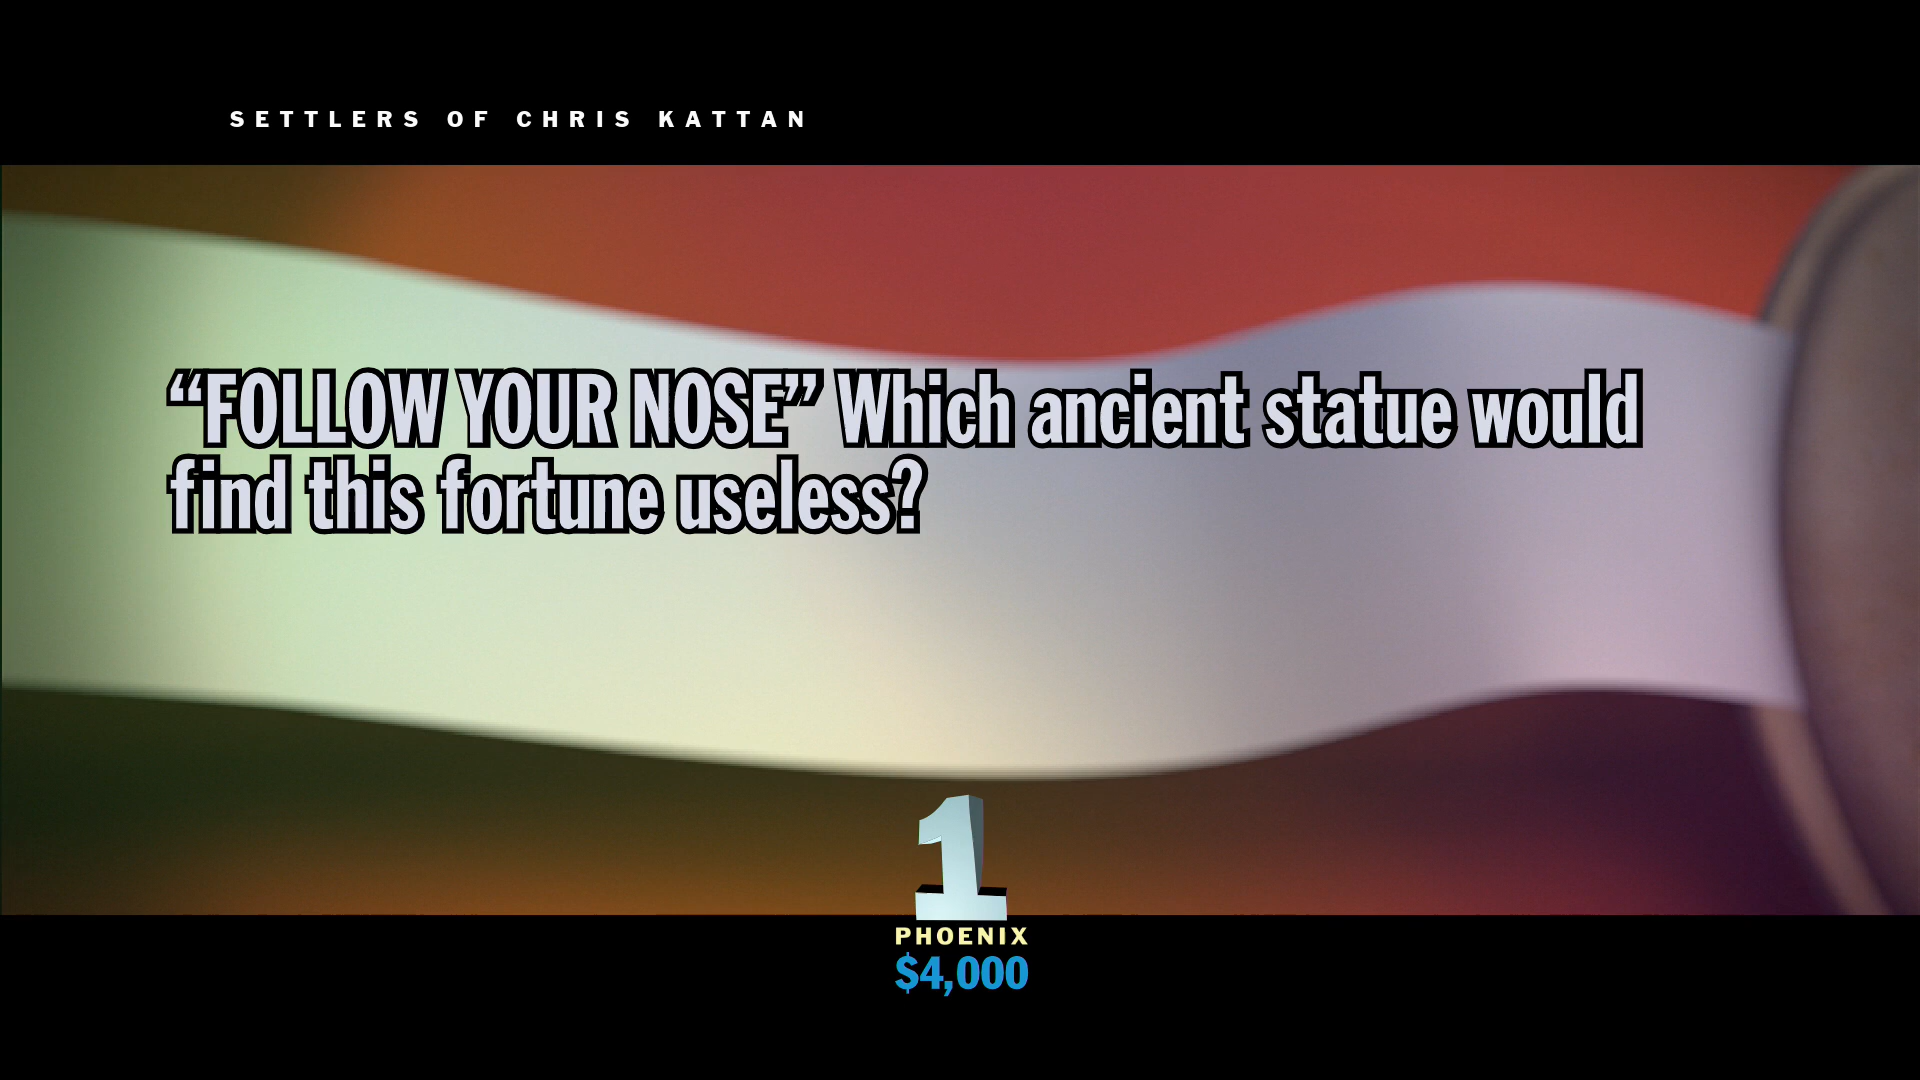 SETTLERS OF CHRIS KATTAN
“FOLLOW YOUR NOSE” Which ancient statue would
find this fortune useless?
1
PHOENIX
$4,000